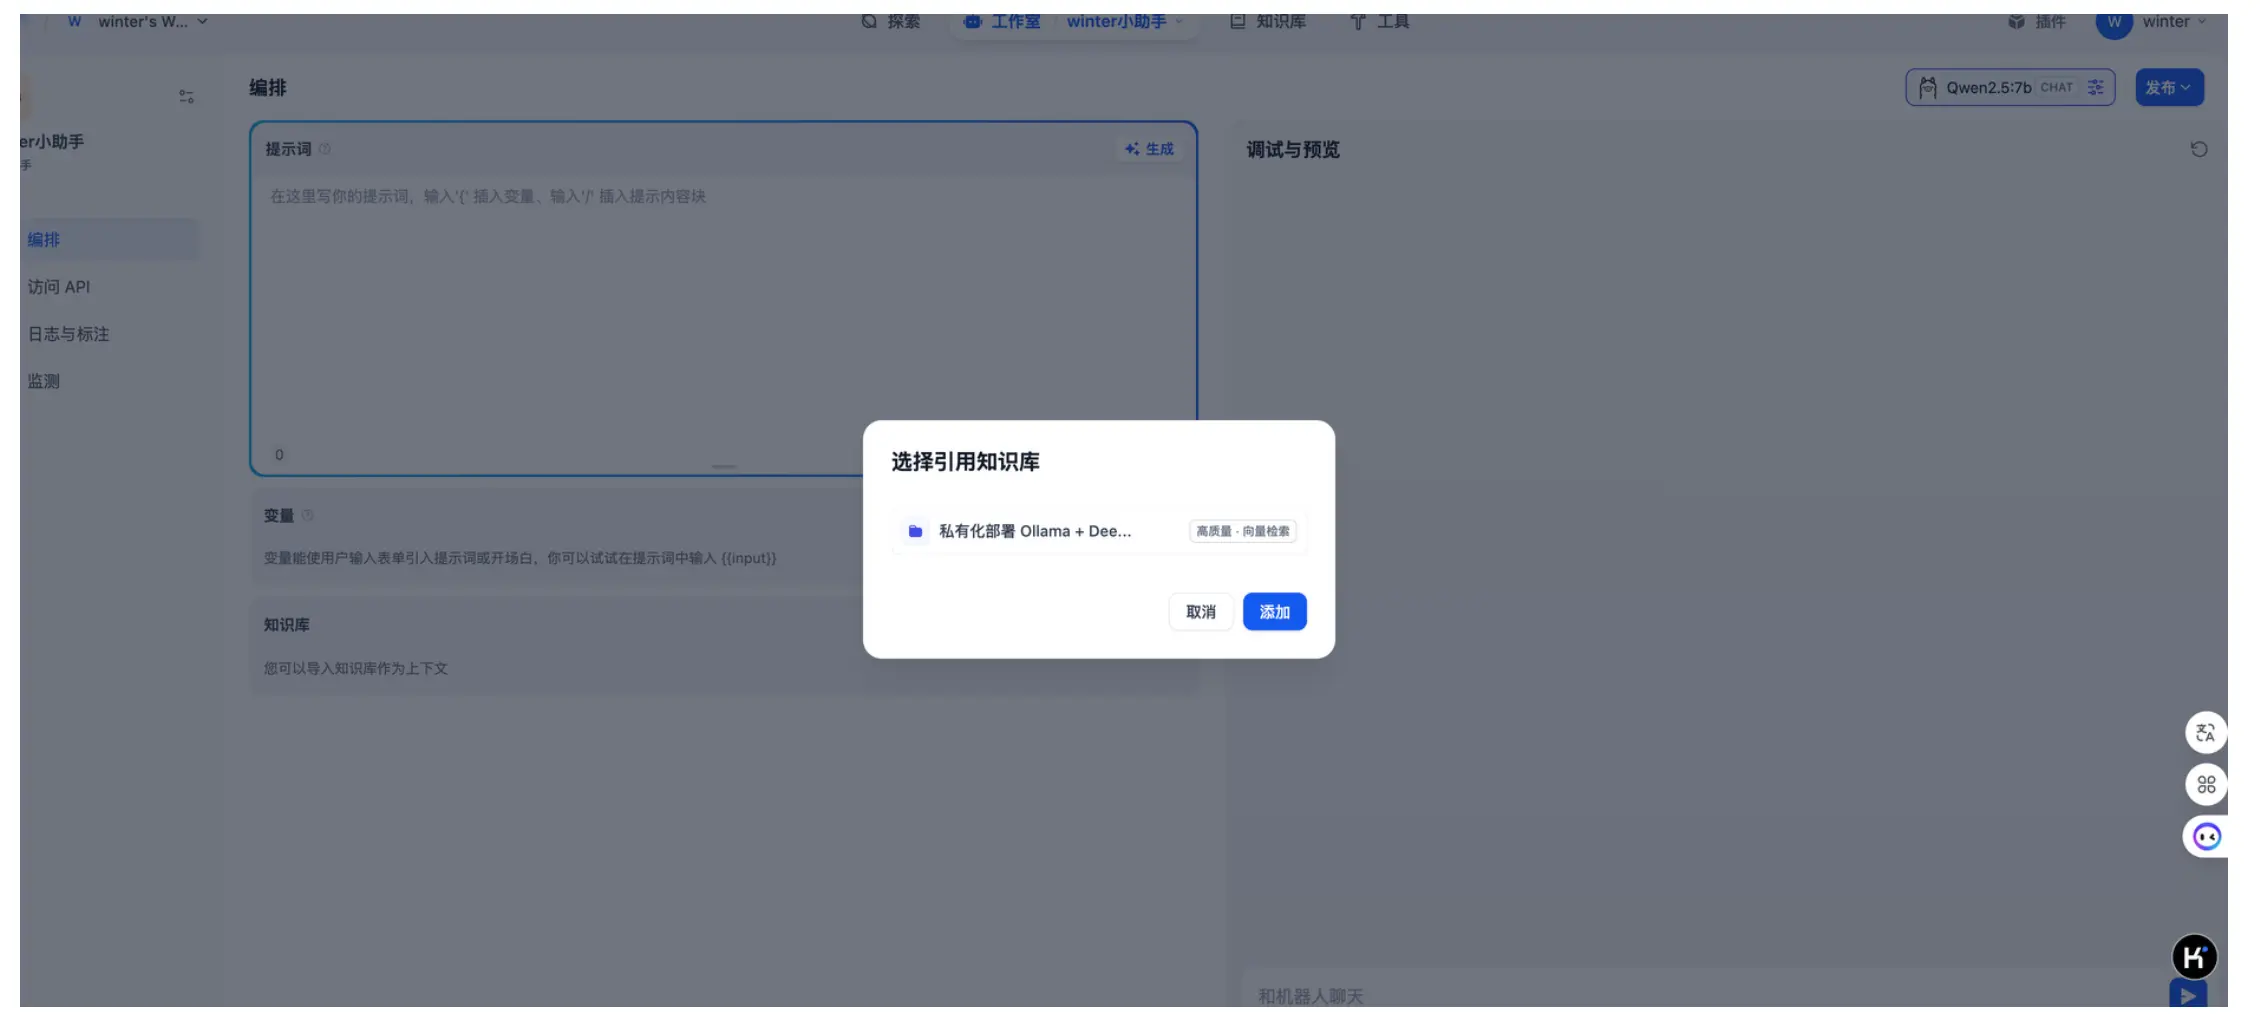 W winter's W... 探索 工作室 / winter小助手 知识库 工具 插件 W winter
编排 Qwen2.5:7b CHAT 发布
er小助手
手
编排
访问 API
日志与标注
监测
提示词 生成
在这里写你的提示词，输入'{' 插入变量、输入'/' 插入提示内容块
0
变量
变量能使用户输入表单引入提示词或开场白，你可以试试在提示词中输入 {{input}}
知识库
您可以导入知识库作为上下文
调试与预览
选择引用知识库
私有化部署 Ollama + Dee... 高质量 · 向量检索
取消 添加
和机器人聊天